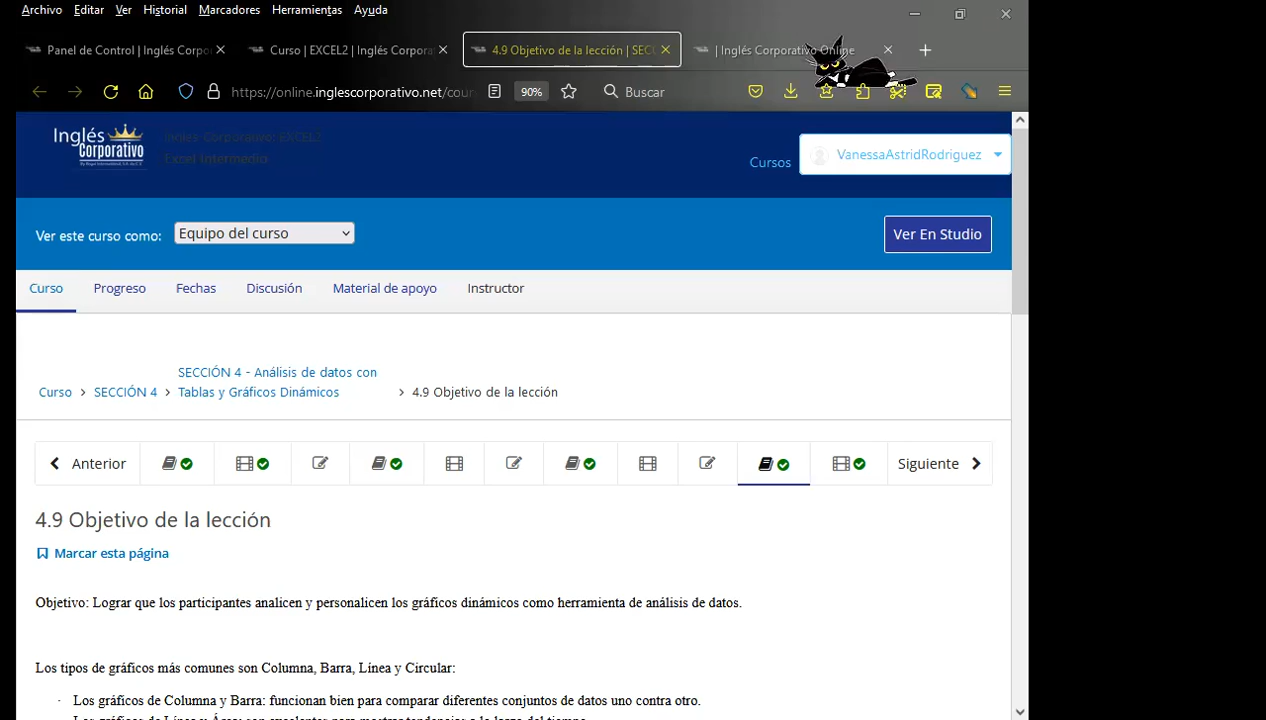 Archivo Editar Ver Historial Marcadores Herramientas Ayuda
Panel de Control | Inglés Corpo
Curso | EXCEL2 | Inglés Corpora
4.9 Objetivo de la lección | SEC
| Inglés Corporativo Online
https://online.inglescorporativo.net/cour
90%
Buscar
Inglés
Corporativo
Inglés Corporativo: EXCEL2
Excel Intermedio
Cursos
VanessaAstridRodriguez
Ver este curso como:
Equipo del curso
Ver En Studio
Curso Progreso Fechas Discusión Material de apoyo Instructor
Curso > SECCIÓN 4 > SECCIÓN 4 - Análisis de datos con
Tablas y Gráficos Dinámicos > 4.9 Objetivo de la lección
Anterior
Siguiente
4.9 Objetivo de la lección
Marcar esta página
Objetivo: Lograr que los participantes analicen y personalicen los gráficos dinámicos como herramienta de análisis de datos.
Los tipos de gráficos más comunes son Columna, Barra, Línea y Circular:
· Los gráficos de Columna y Barra: funcionan bien para comparar diferentes conjuntos de datos uno contra otro.